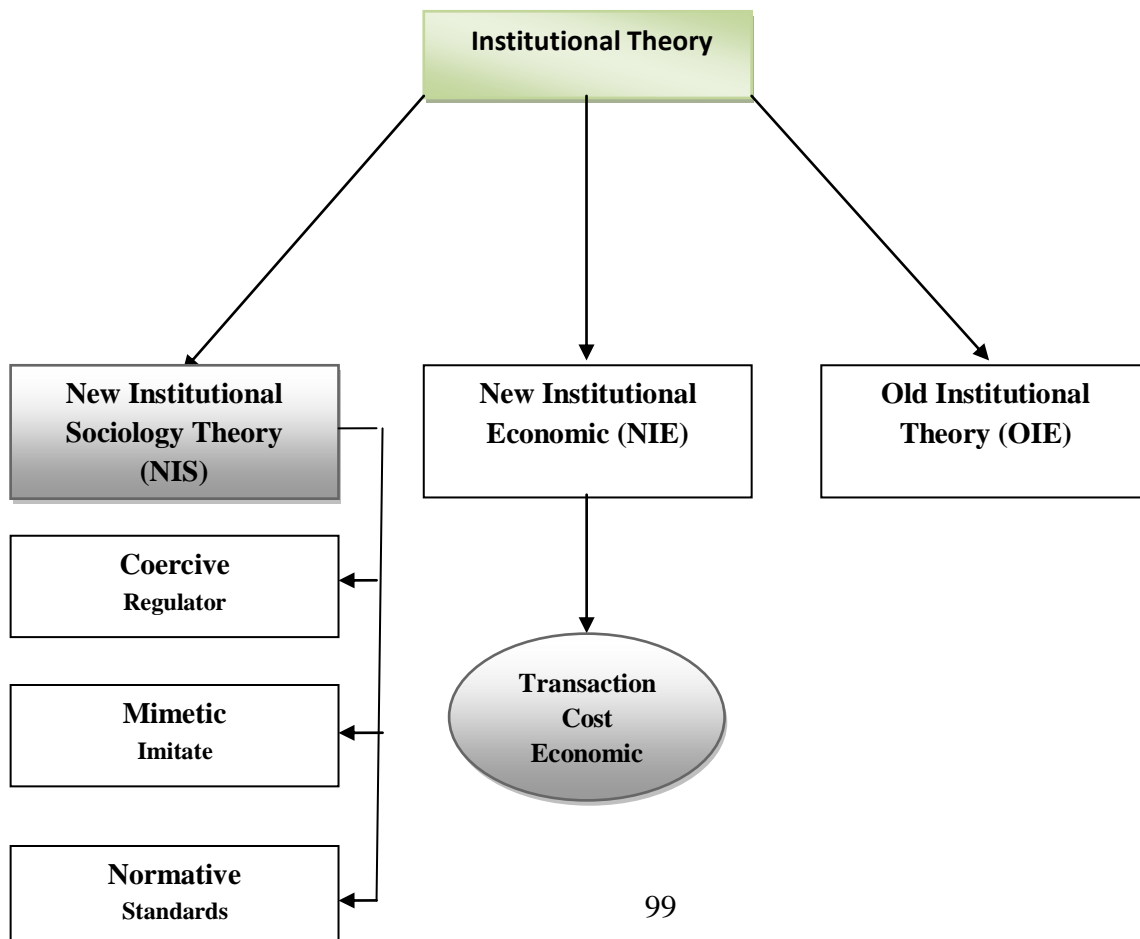 Institutional Theory
New Institutional
Sociology Theory
(NIS)
New Institutional
Economic (NIE)
Old Institutional
Theory (OIE)
Coercive
Regulator
Mimetic
Imitate
Normative
Standards
Transaction
Cost
Economic
99